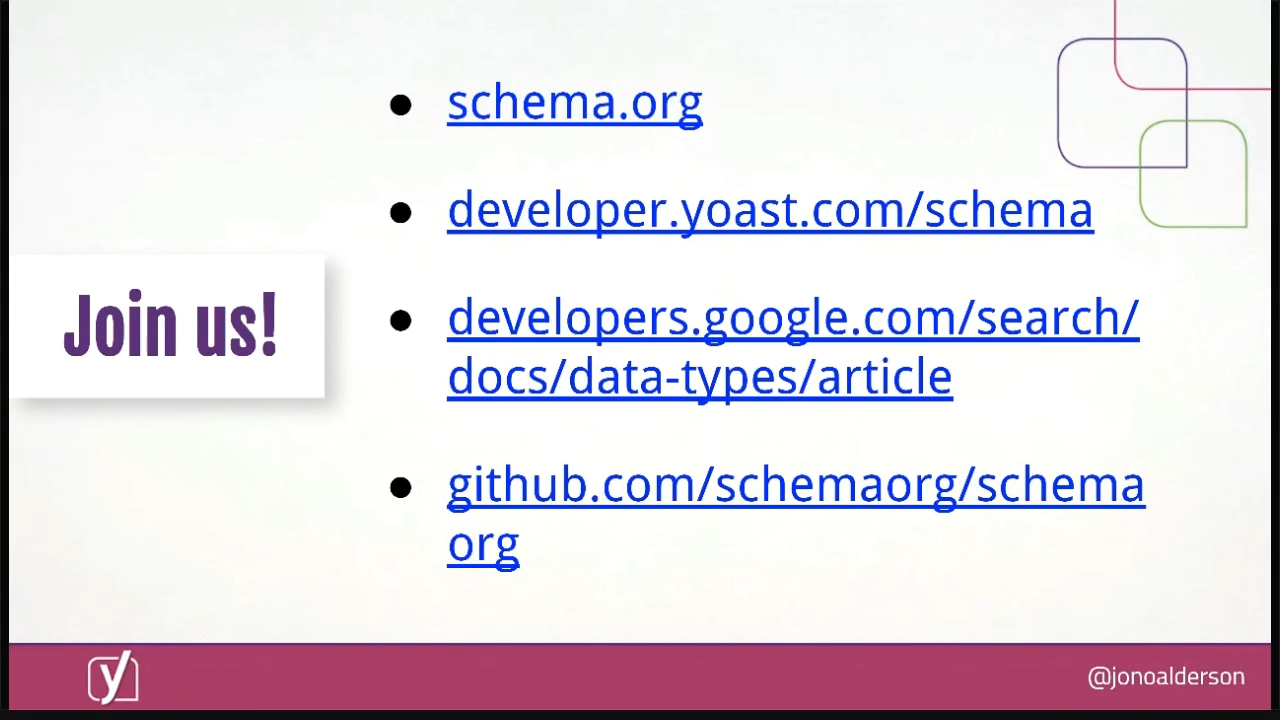 Join us!
schema.org
developer.yoast.com/schema
developers.google.com/search/
docs/data-types/article
github.com/schemaorg/schema
org
y
@jonoalderson